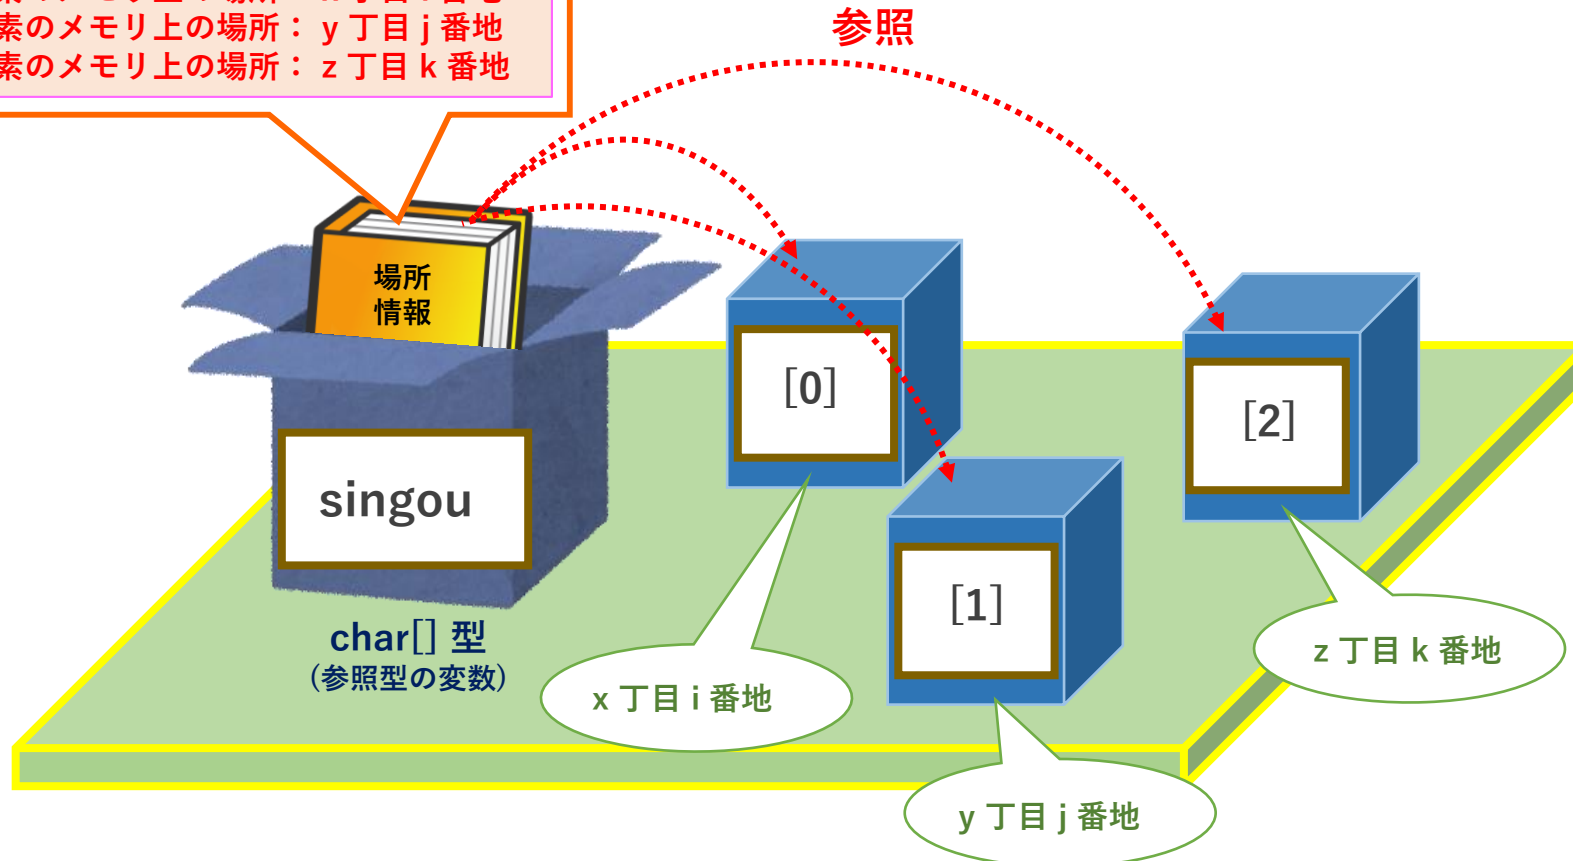 素のメモリ上の場所： y 丁目 j 番地
素のメモリ上の場所： z 丁目 k 番地
参照
場所
情報
singou
char[] 型
(参照型の変数)
[0]
[1]
[2]
x 丁目 i 番地
y 丁目 j 番地
z 丁目 k 番地